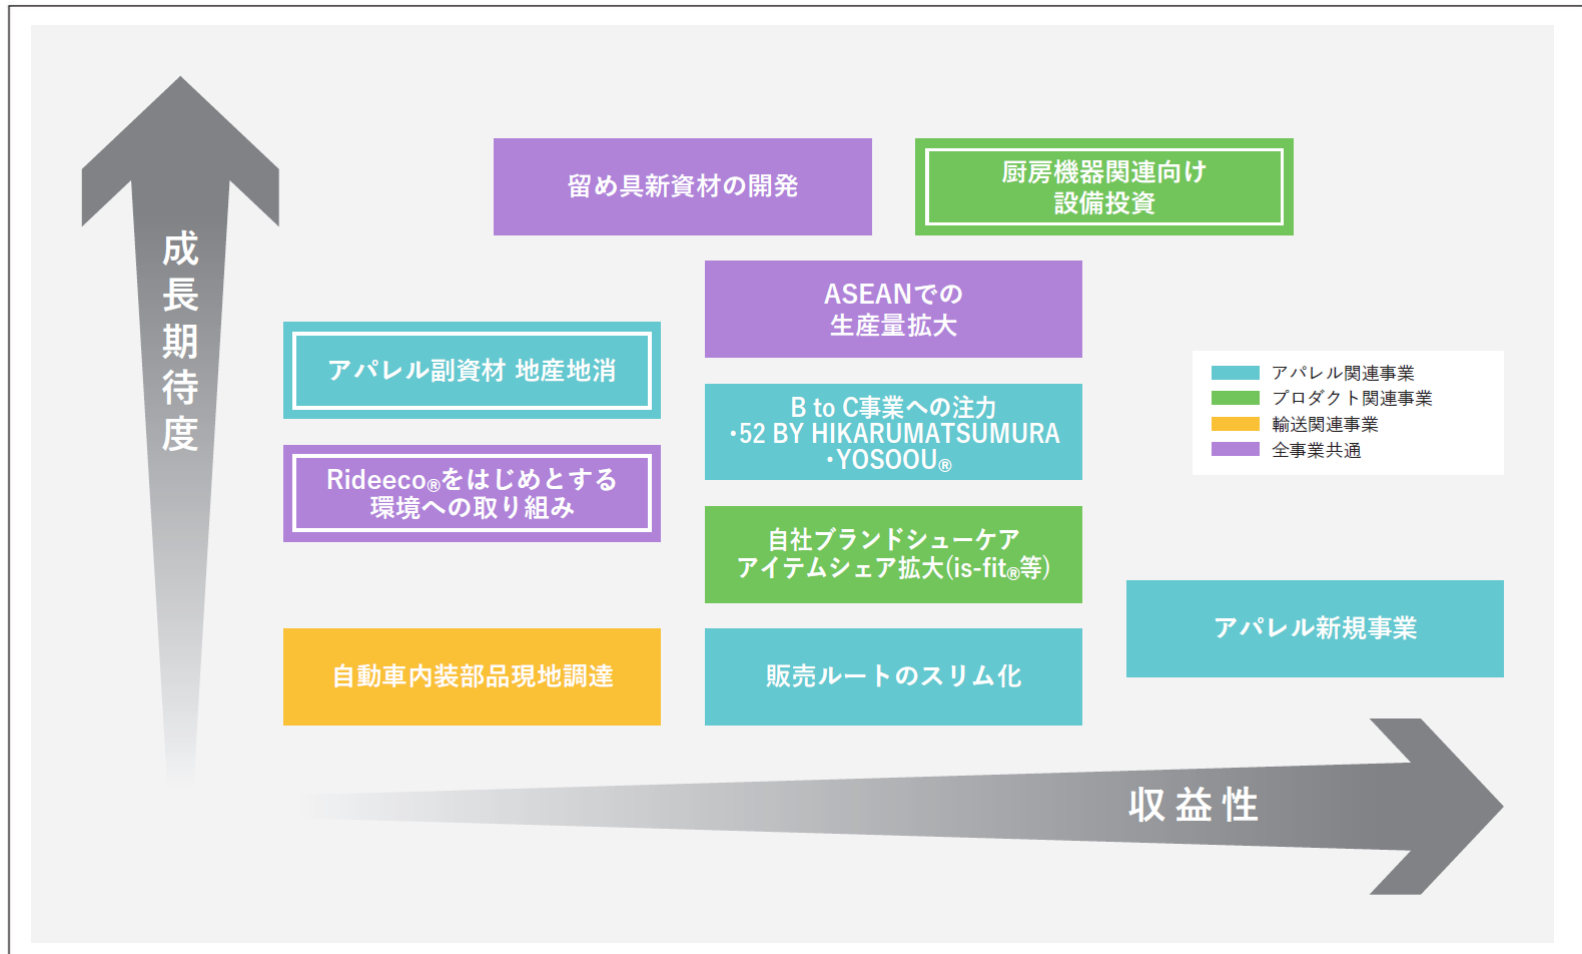 成長期待度
留め具新資材の開発
厨房機器関連向け
設備投資
ASEANでの
生産量拡大
アパレル副資材 地産地消
B to C事業への注力
・52 BY HIKARUMATSUMURA
・YOSOOU®
Rideeco®をはじめとする
環境への取り組み
自社ブランドシューケア
アイテムシェア拡大(is-fit®等)
自動車内装部品現地調達
販売ルートのスリム化
アパレル新規事業
アパレル関連事業
プロダクト関連事業
輸送関連事業
全事業共通
収益性